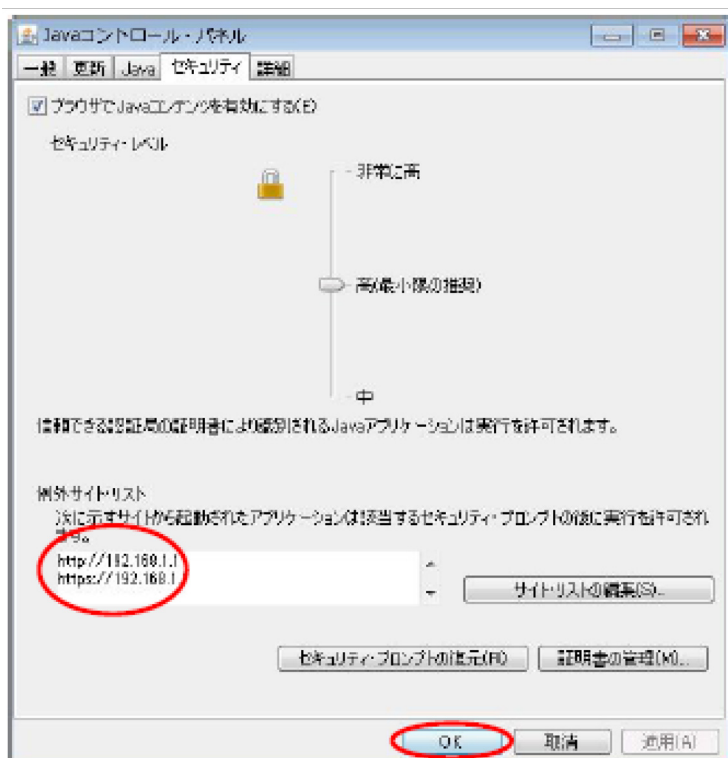 Javaコントロール・パネル
一般 更新 Java セキュリティ 詳細
ブラウザでJavaコンテンツを有効にする(E)
セキュリティ・レベル
非常に高
高(最小限の推奨)
中
信頼できる認証局の証明書により識別されるJavaアプリケーションは実行を許可されます。
例外サイト・リスト
次に示すサイトから起動されたアプリケーションは該当するセキュリティ・プロンプトの後に実行を許可され
ます。
http://192.168.1.1
https://192.168.1.
サイト・リストの編集(S)...
セキュリティ・プロンプトの復元(R) 証明書の管理(M)...
OK 取消 適用(A)